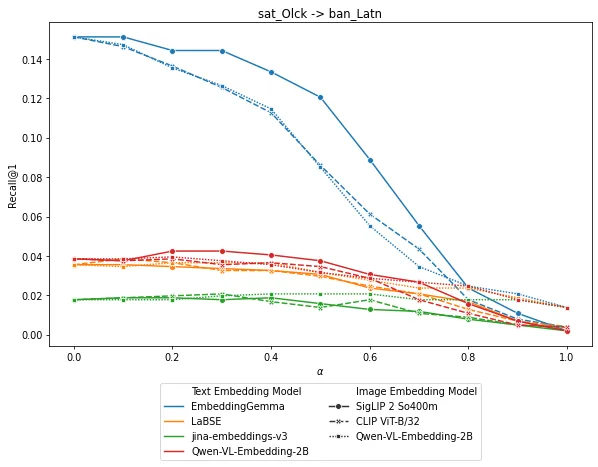 sat_Olck -> ban_Latn
0.14
0.12
0.10
0.08
0.06
0.04
0.02
0.00
Recall@1
0.0 0.2 0.4 0.6 0.8 1.0
α
Text Embedding Model
EmbeddingGemma
LaBSE
jina-embeddings-v3
Qwen-VL-Embedding-2B
Image Embedding Model
SigLIP 2 So400m
CLIP ViT-B/32
Qwen-VL-Embedding-2B